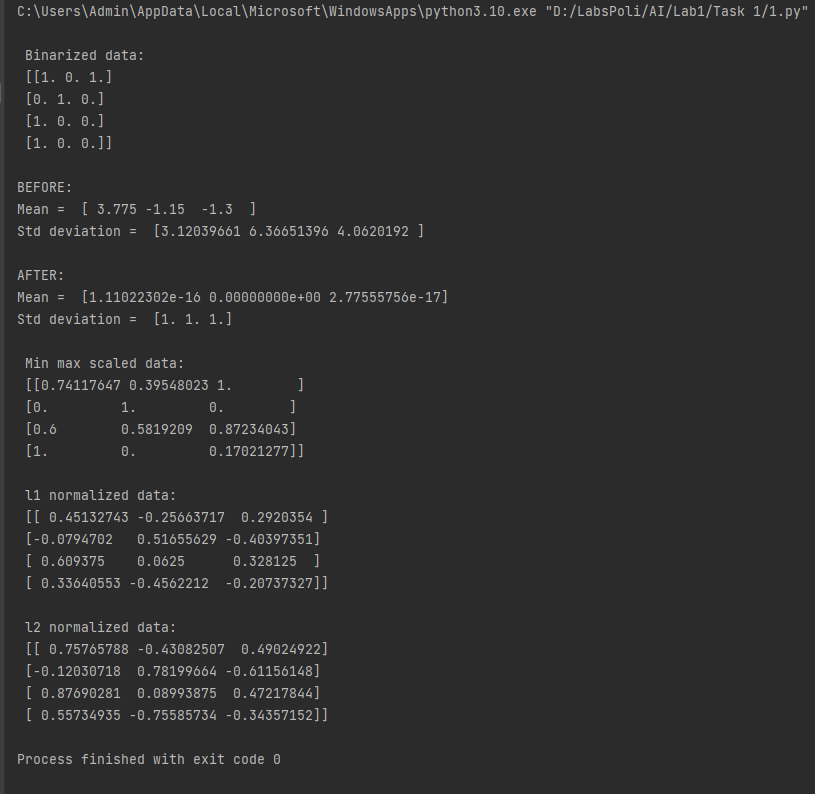 C:\Users\Admin\AppData\Local\Microsoft\WindowsApps\python3.10.exe "D:/LabsPoli/AI/Lab1/Task 1/1.py"
Binarized data:
[[1. 0. 1.]
[0. 1. 0.]
[1. 0. 0.]
[1. 0. 0.]]
BEFORE:
Mean =  [ 3.775 -1.15  -1.3  ]
Std deviation =  [3.12039661 6.36651396 4.0620192 ]
AFTER:
Mean =  [1.11022302e-16 0.00000000e+00 2.77555756e-17]
Std deviation =  [1. 1. 1.]
Min max scaled data:
[[0.74117647 0.39548023 1.        ]
[0.         1.         0.        ]
[0.6        0.5819209  0.87234043]
[1.         0.         0.17021277]]
l1 normalized data:
[[ 0.45132743 -0.25663717  0.2920354 ]
[-0.0794702   0.51655629 -0.40397351]
[ 0.609375    0.0625      0.328125  ]
[ 0.33640553 -0.4562212  -0.20737327]]
l2 normalized data:
[[ 0.75765788 -0.43082507  0.49024922]
[-0.12030718  0.78199664 -0.61156148]
[ 0.87690281  0.08993875  0.47217844]
[ 0.55734935 -0.75585734 -0.34357152]]
Process finished with exit code 0